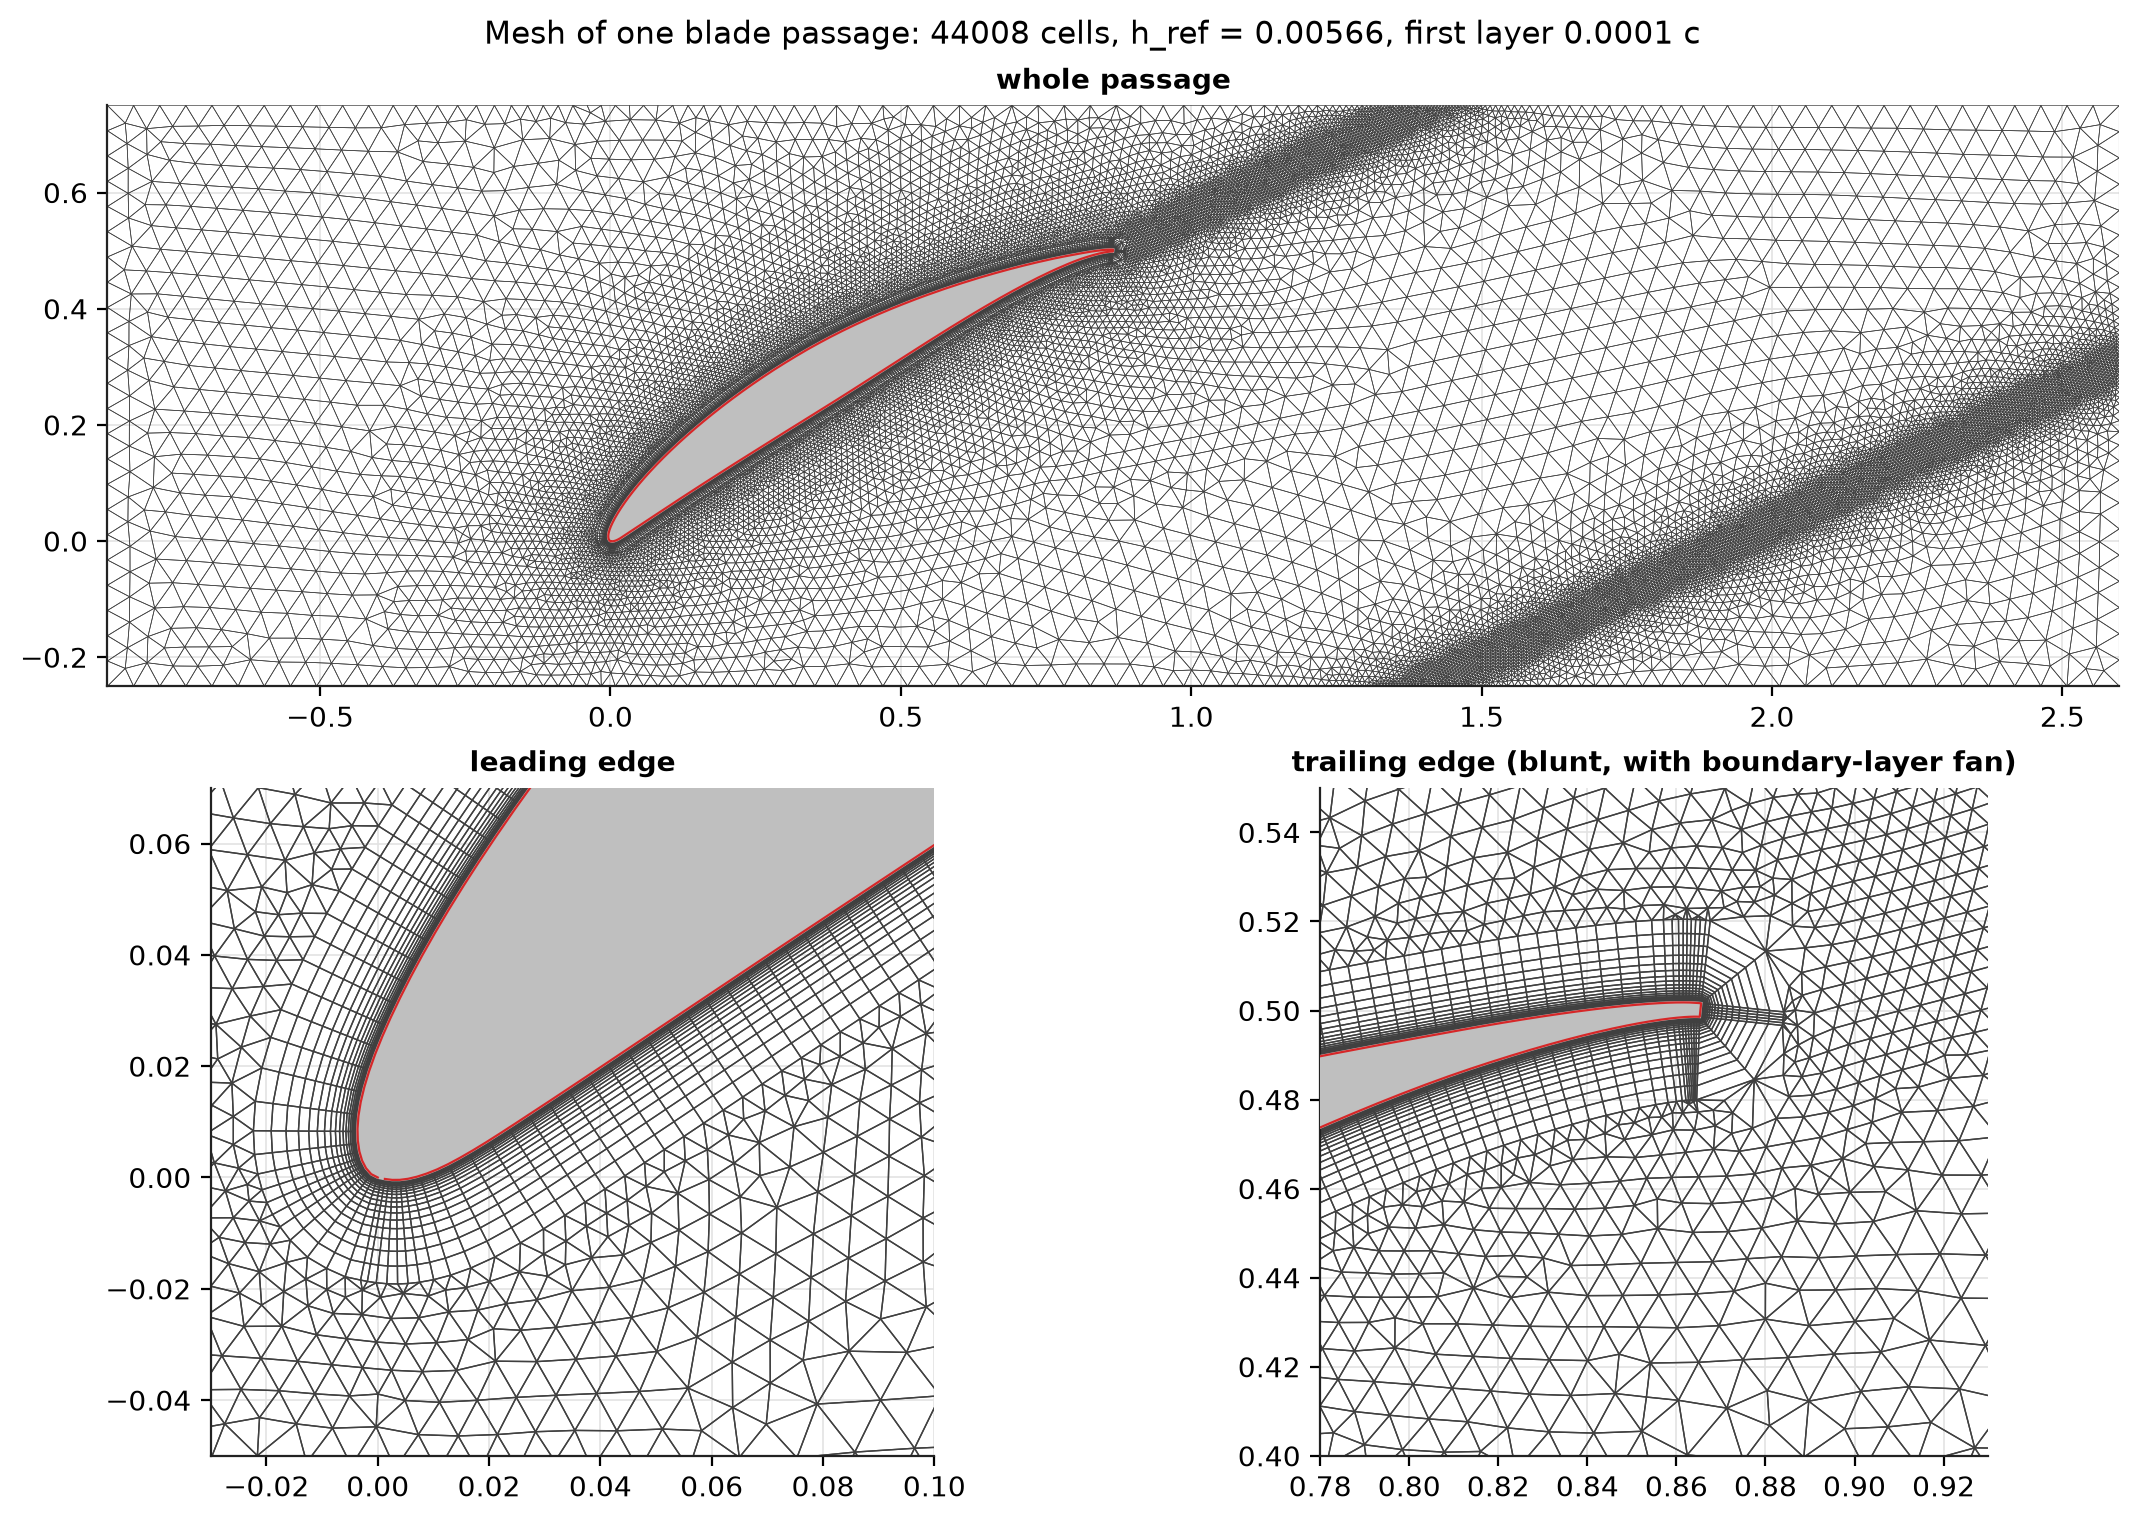 Mesh of one blade passage: 44008 cells, h_ref = 0.00566, first layer 0.0001 c
whole passage
0.6
0.4
0.2
0.0
−0.2
−0.5 0.0 0.5 1.0 1.5 2.0 2.5
leading edge
0.06
0.04
0.02
0.00
−0.02
−0.04
−0.02 0.00 0.02 0.04 0.06 0.08 0.10
trailing edge (blunt, with boundary-layer fan)
0.54
0.52
0.50
0.48
0.46
0.44
0.42
0.40
0.78 0.80 0.82 0.84 0.86 0.88 0.90 0.92